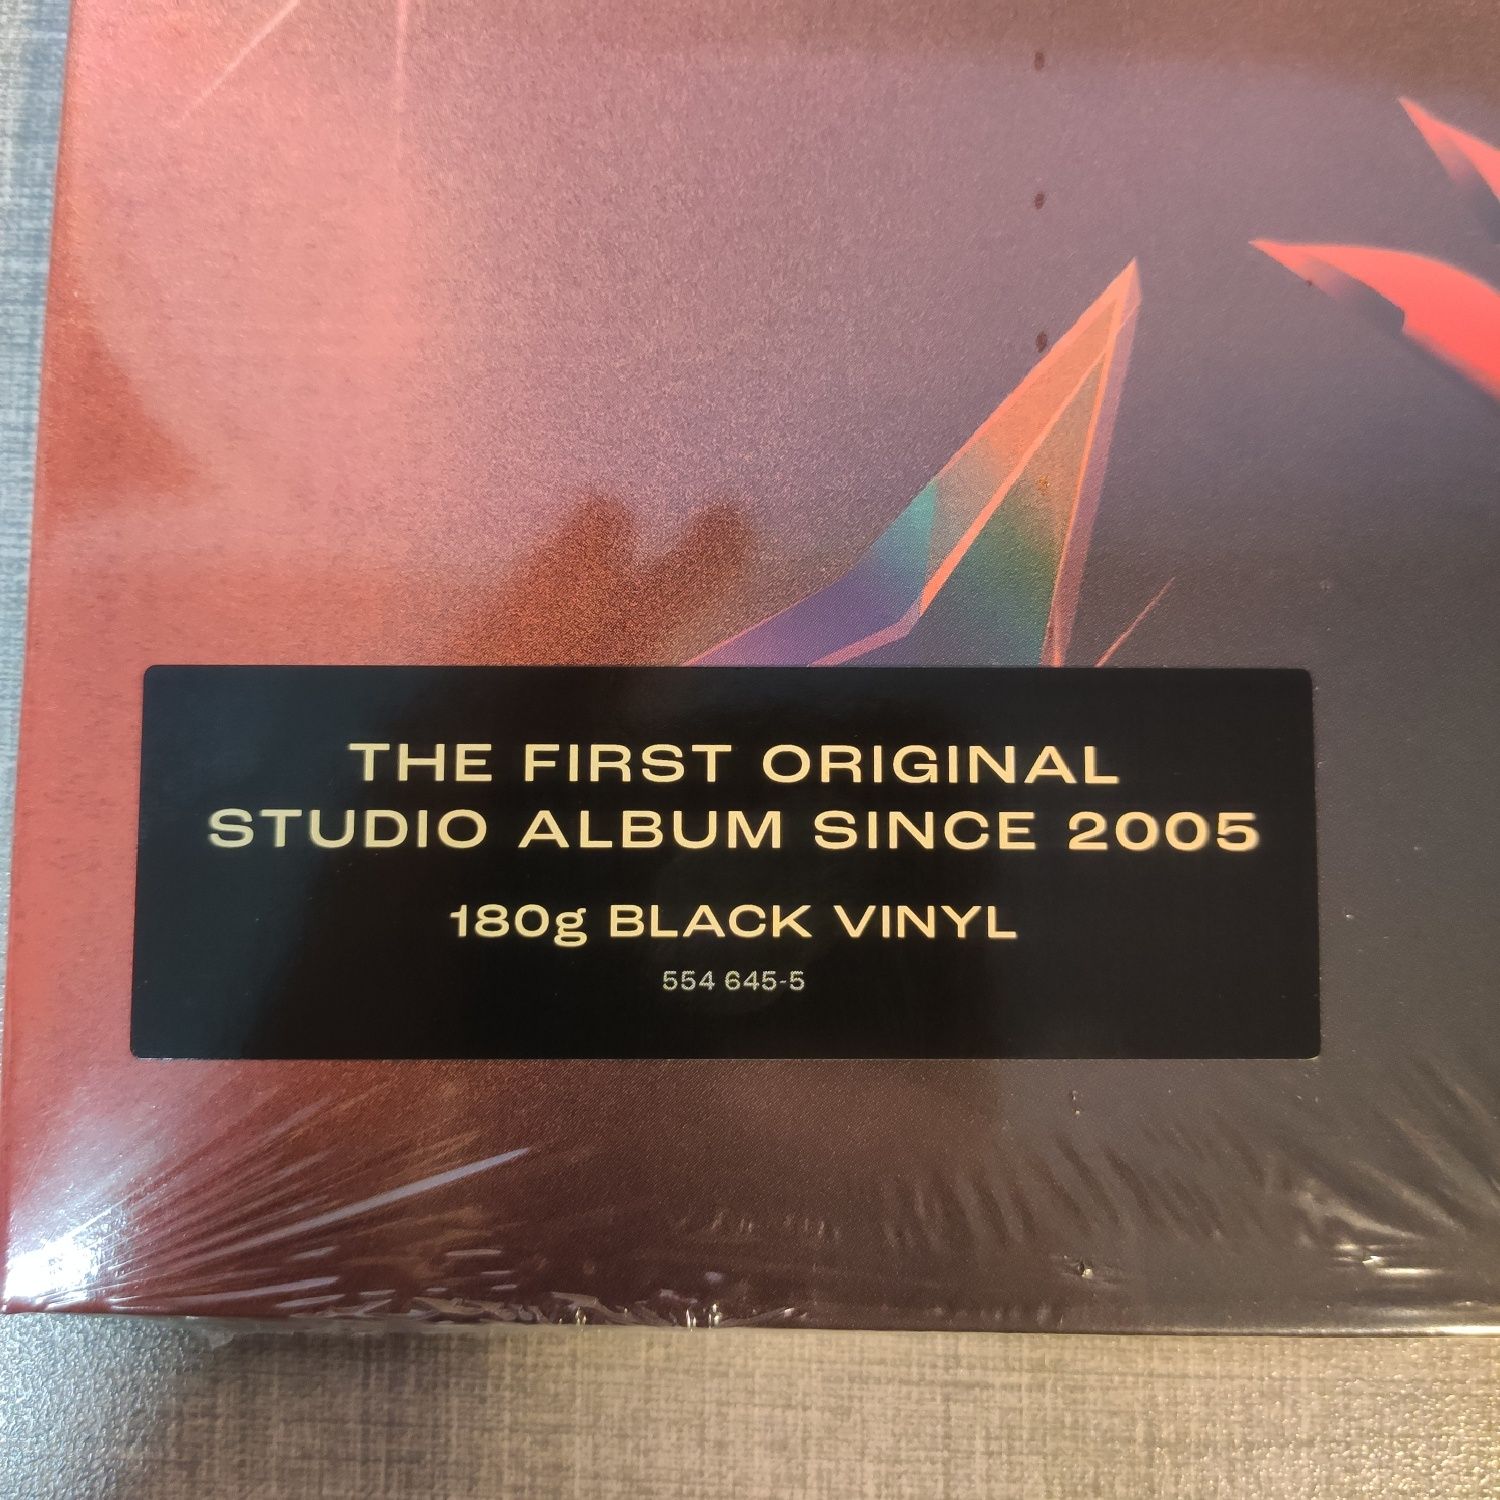 THE FIRST ORIGINAL
STUDIO ALBUM SINCE 2005
180g BLACK VINYL
554 645-5